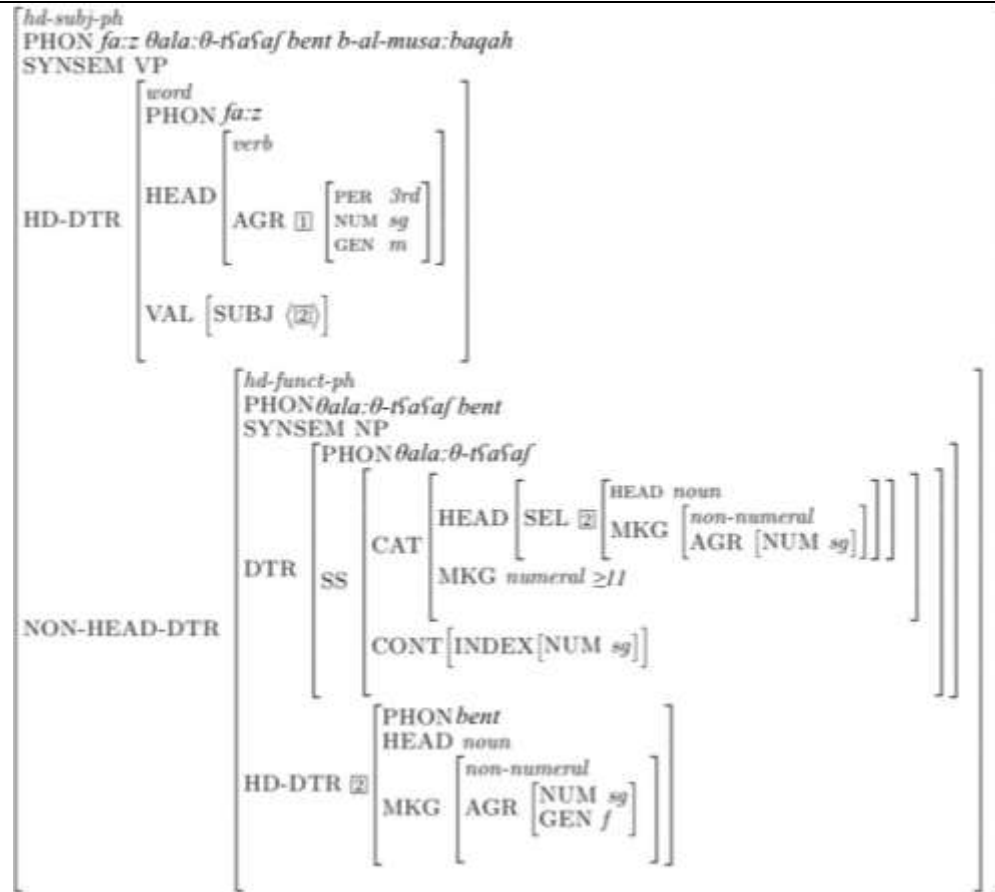 hd-subj-ph
PHON fa:z θala:θ-tʕaʕaʃ bent b-al-musa:baqah
SYNSEM VP
word
PHON fa:z
verb
HD-DTR HEAD AGR 1 PER 3rd
NUM sg
GEN m
VAL [SUBJ ⟨2⟩]
hd-funct-ph
PHON θala:θ-tʕaʕaʃ bent
SYNSEM NP
PHON θala:θ-tʕaʕaʃ
HEAD noun
HEAD [SEL 2 MKG non-numeral
AGR [NUM sg]
CAT
MKG numeral ≥11
DTR SS
NON-HEAD-DTR
CONT[INDEX[NUM sg]]
PHON bent
HEAD noun
non-numeral
HD-DTR 2 MKG AGR NUM sg
GEN f